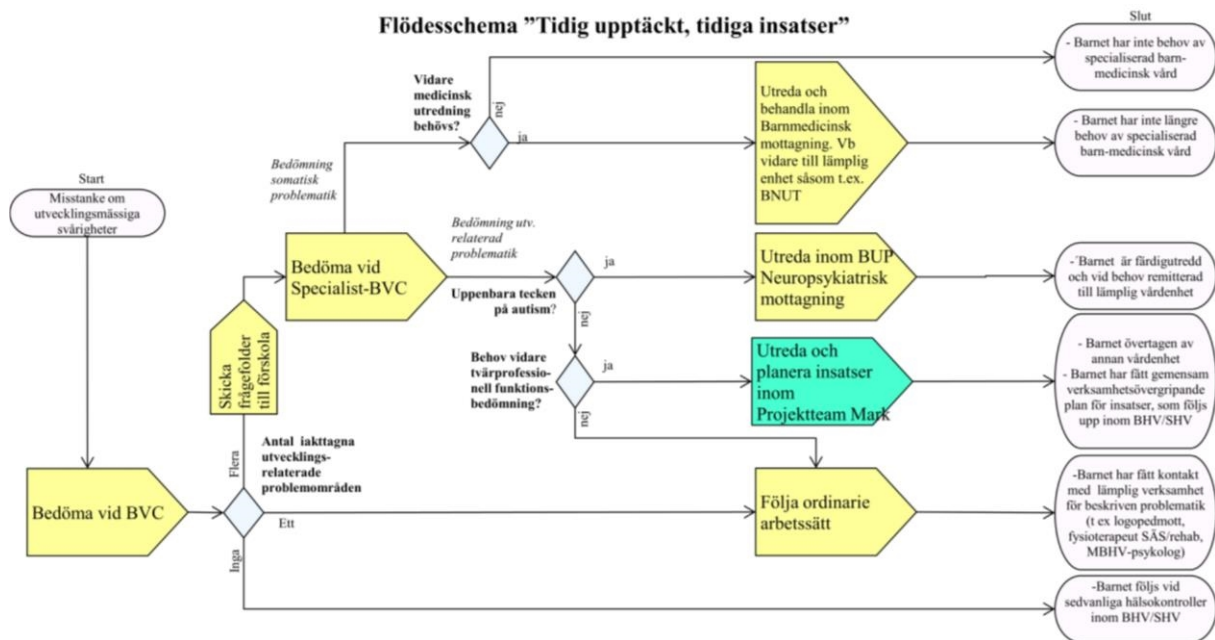 Flödesschema ”Tidig upptäckt, tidiga insatser”
Slut
- Barnet har inte behov av
specialiserad barn-
medicinsk vård
Vidare
medicinsk
utredning
behövs?
nej
ja
Utreda och
behandla inom
Barnmedicinsk
mottagning. Vb
vidare till lämplig
enhet såsom t.ex.
BNUT
- Barnet har inte längre
behov av specialiserad
barn-medicinsk vård
Bedömning
somatisk
problematik
Start
Misstanke om
utvecklingsmässiga
svårigheter
Bedöma vid
Specialist-BVC
Bedömning utv.
relaterad
problematik
Uppenbara tecken
på autism?
ja
nej
Utreda inom BUP
Neuropsykiatrisk
mottagning
-´Barnet är färdigutredd
och vid behov remitterad
till lämplig vårdenhet
Skicka
frågefolder
till förskola
Behov vidare
tvärprofessionell
funktions-
bedömning?
ja
nej
Utreda och
planera insatser
inom
Projektteam Mark
- Barnet övertagen av
annan vårdenhet
- Barnet har fått gemensam
verksamhetsövergripande
plan för insatser, som följs
upp inom BHV/SHV
Bedöma vid BVC
Antal iakttagna
utvecklings-
relaterade
problemområden
Flera
Ett
Inga
Följa ordinarie
arbetssätt
-Barnet har fått kontakt
med lämplig verksamhet
för beskriven problematik
(t ex logopedmott,
fysioterapeut SÄS/rehab,
MBHV-psykolog)
-Barnet följs vid
sedvanliga hälsokontroller
inom BHV/SHV